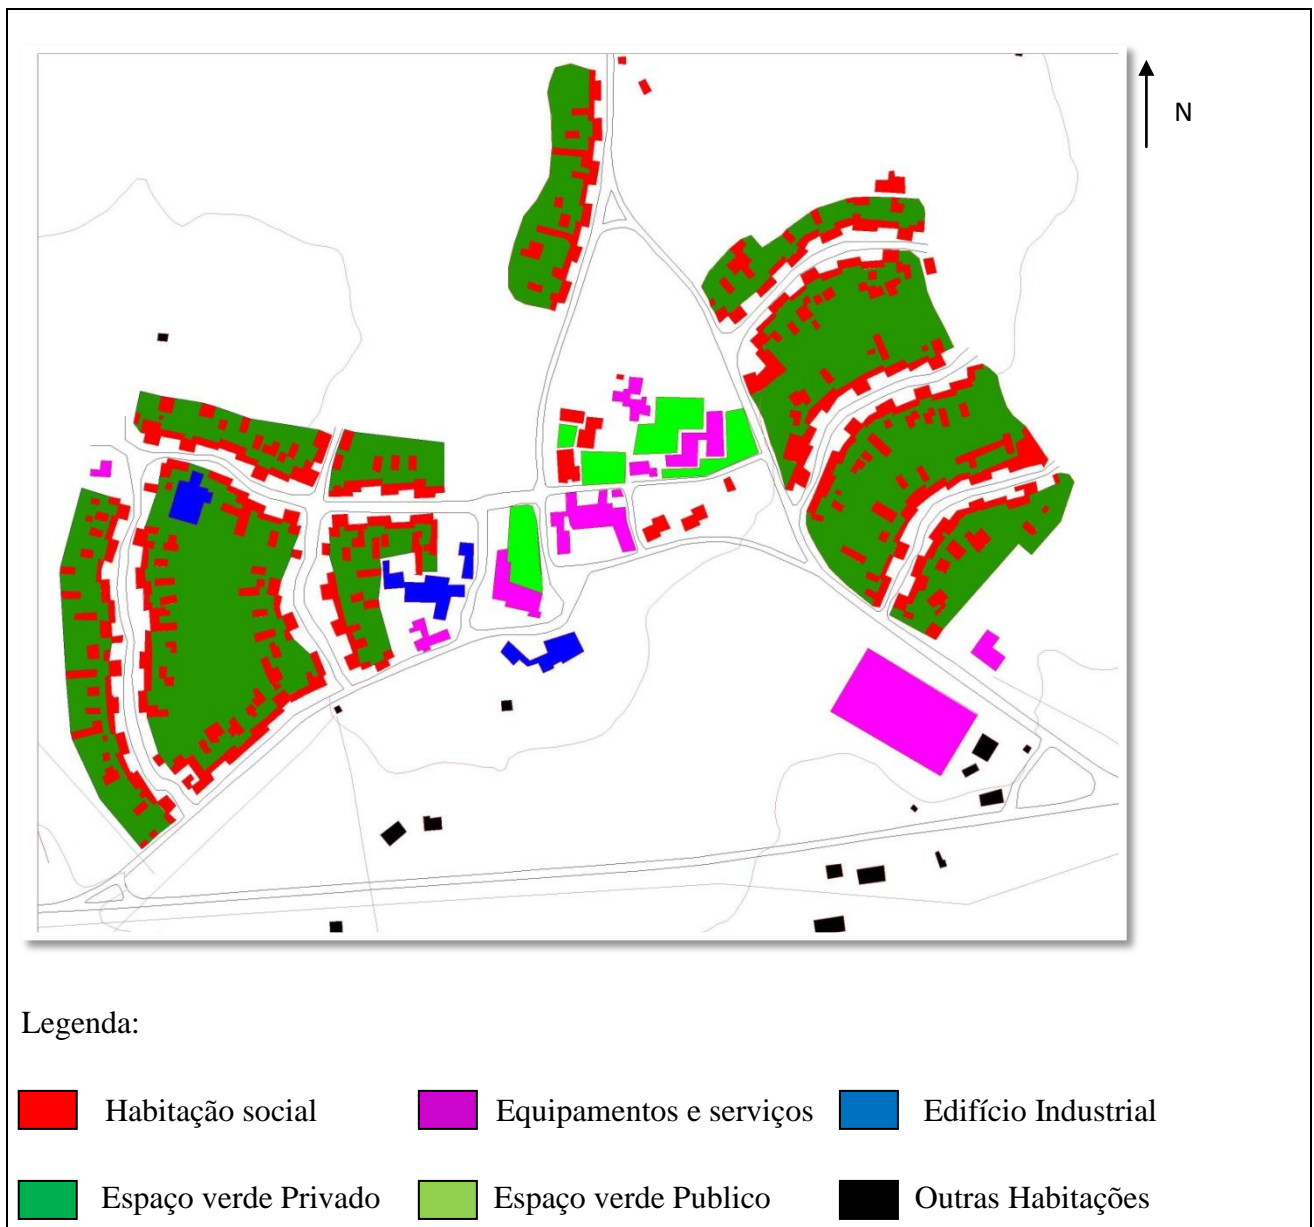 N
Legenda:
Habitação social Equipamentos e serviços Edifício Industrial
Espaço verde Privado Espaço verde Publico Outras Habitações